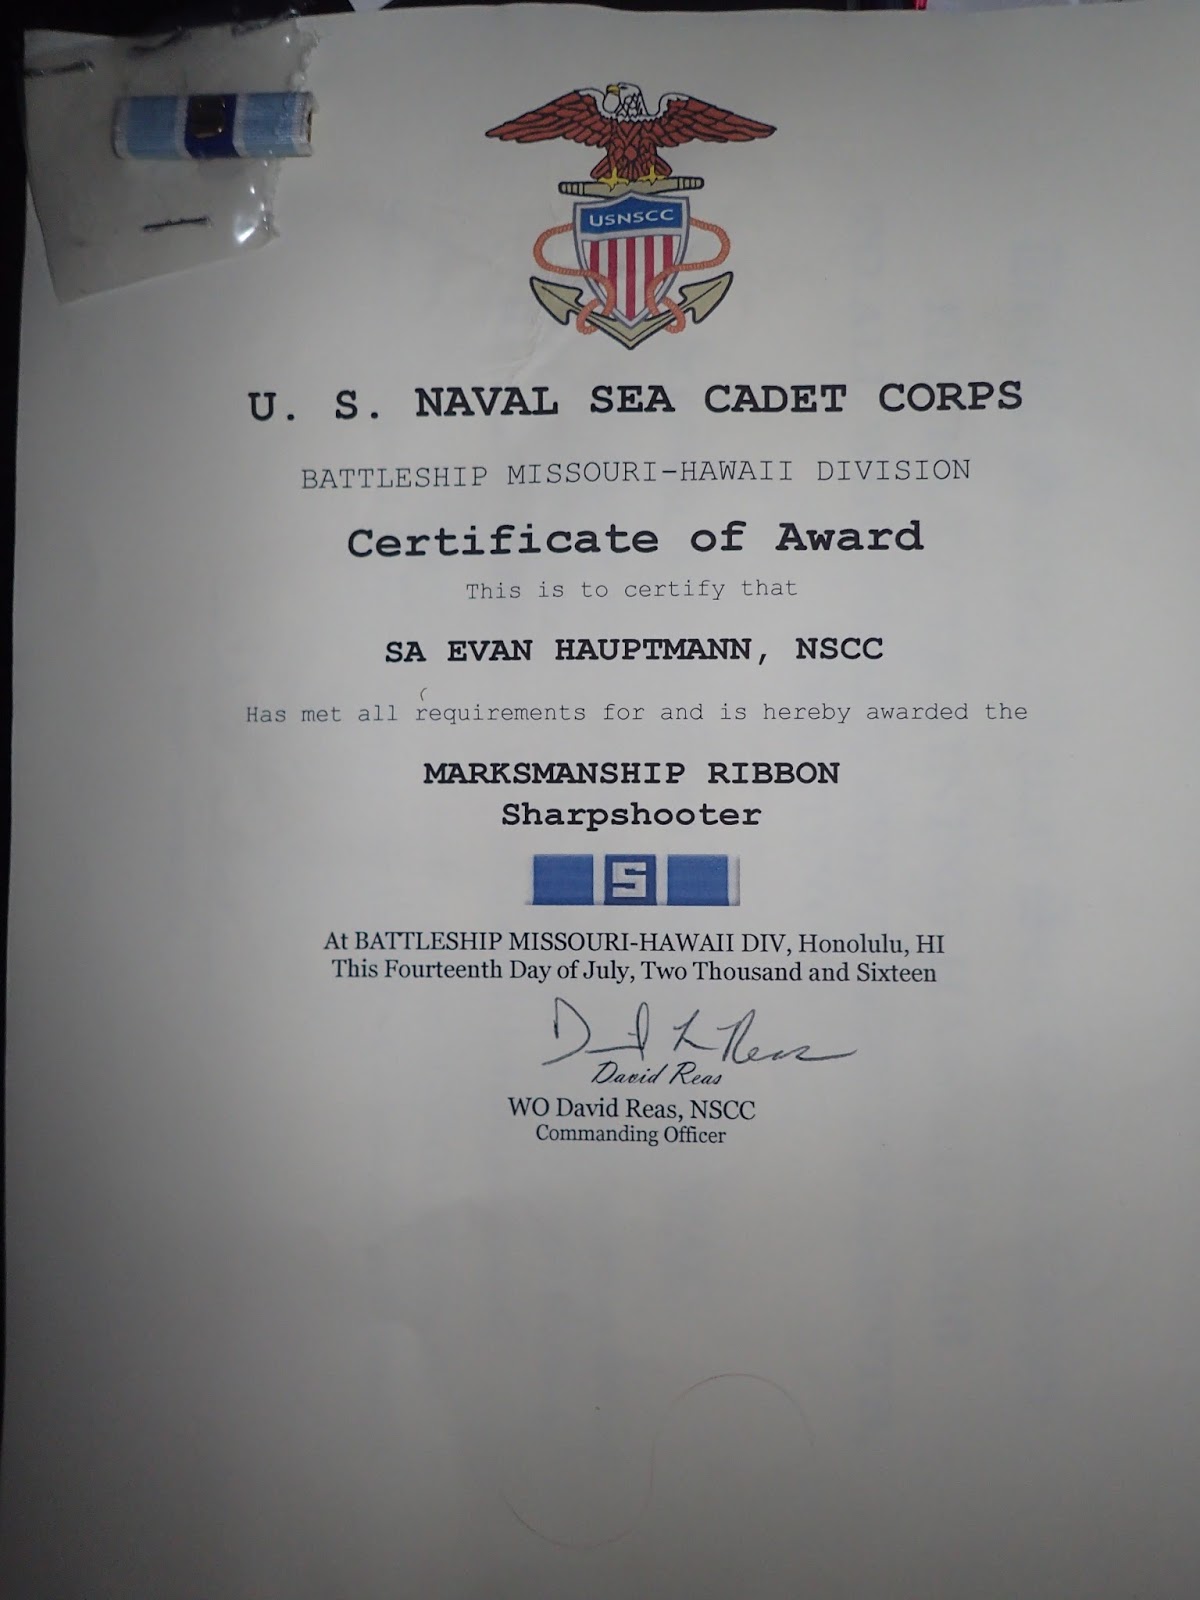 USNSCC
U. S. NAVAL SEA CADET CORPS
BATTLESHIP MISSOURI-HAWAII DIVISION
Certificate of Award
This is to certify that
SA EVAN HAUPTMANN, NSCC
Has met all requirements for and is hereby awarded the
MARKSMANSHIP RIBBON
Sharpshooter
S
At BATTLESHIP MISSOURI-HAWAII DIV, Honolulu, HI
This Fourteenth Day of July, Two Thousand and Sixteen
David L Reas
David Reas
WO David Reas, NSCC
Commanding Officer